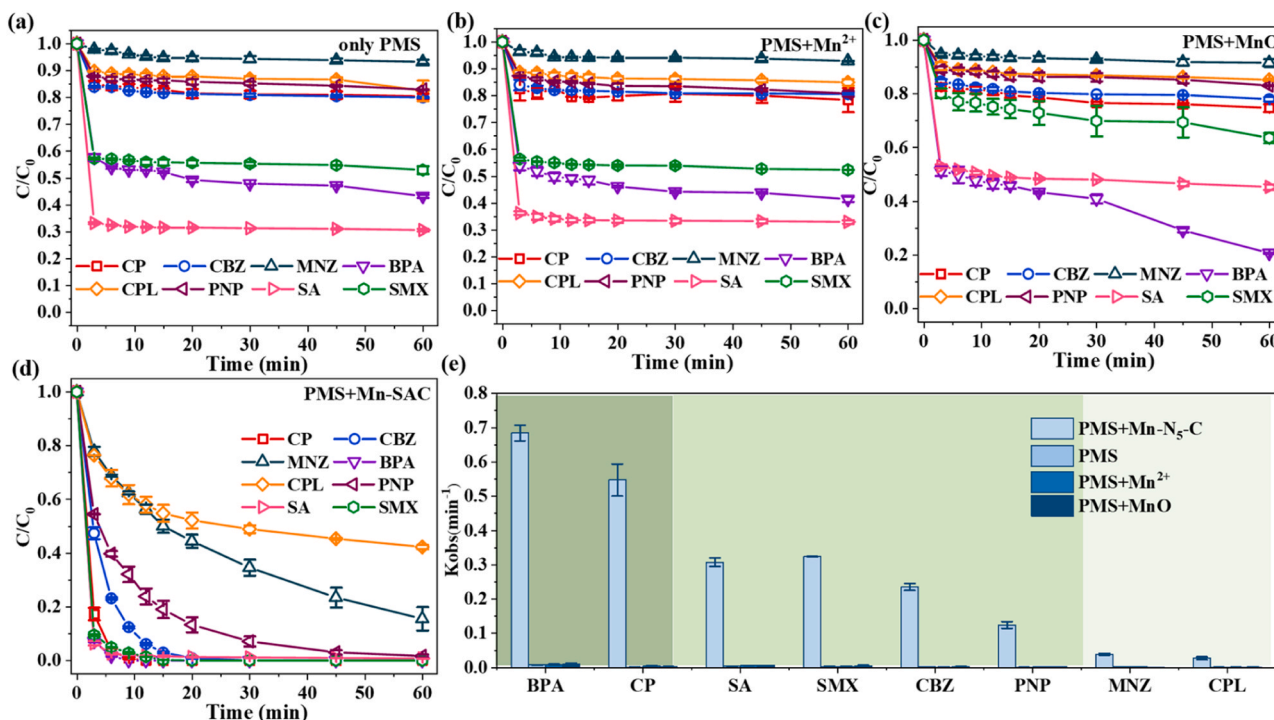 (a)
only PMS
C/C0
1.0
0.9
0.8
0.7
0.6
0.5
0.4
0.3
0.2
0.1
0.0
CP CBZ MNZ BPA
CPL PNP SA SMX
0 10 20 30 40 50 60
Time (min)
(b)
PMS+Mn2+
C/C0
1.0
0.9
0.8
0.7
0.6
0.5
0.4
0.3
0.2
0.1
0.0
CP CBZ MNZ BPA
CPL PNP SA SMX
0 10 20 30 40 50 60
Time (min)
(c)
PMS+MnO
C/C0
1.0
0.8
0.6
0.4
0.2
0.0
CP CBZ MNZ BPA
CPL PNP SA SMX
0 10 20 30 40 50 60
Time (min)
(d)
PMS+Mn-SAC
C/C0
1.0
0.8
0.6
0.4
0.2
0.0
CP CBZ
MNZ BPA
CPL PNP
SA SMX
0 10 20 30 40 50 60
Time (min)
(e)
Kobs(min-1)
0.8
0.7
0.6
0.5
0.4
0.3
0.2
0.1
0.0
PMS+Mn-N5-C
PMS
PMS+Mn2+
PMS+MnO
BPA CP SA SMX CBZ PNP MNZ CPL